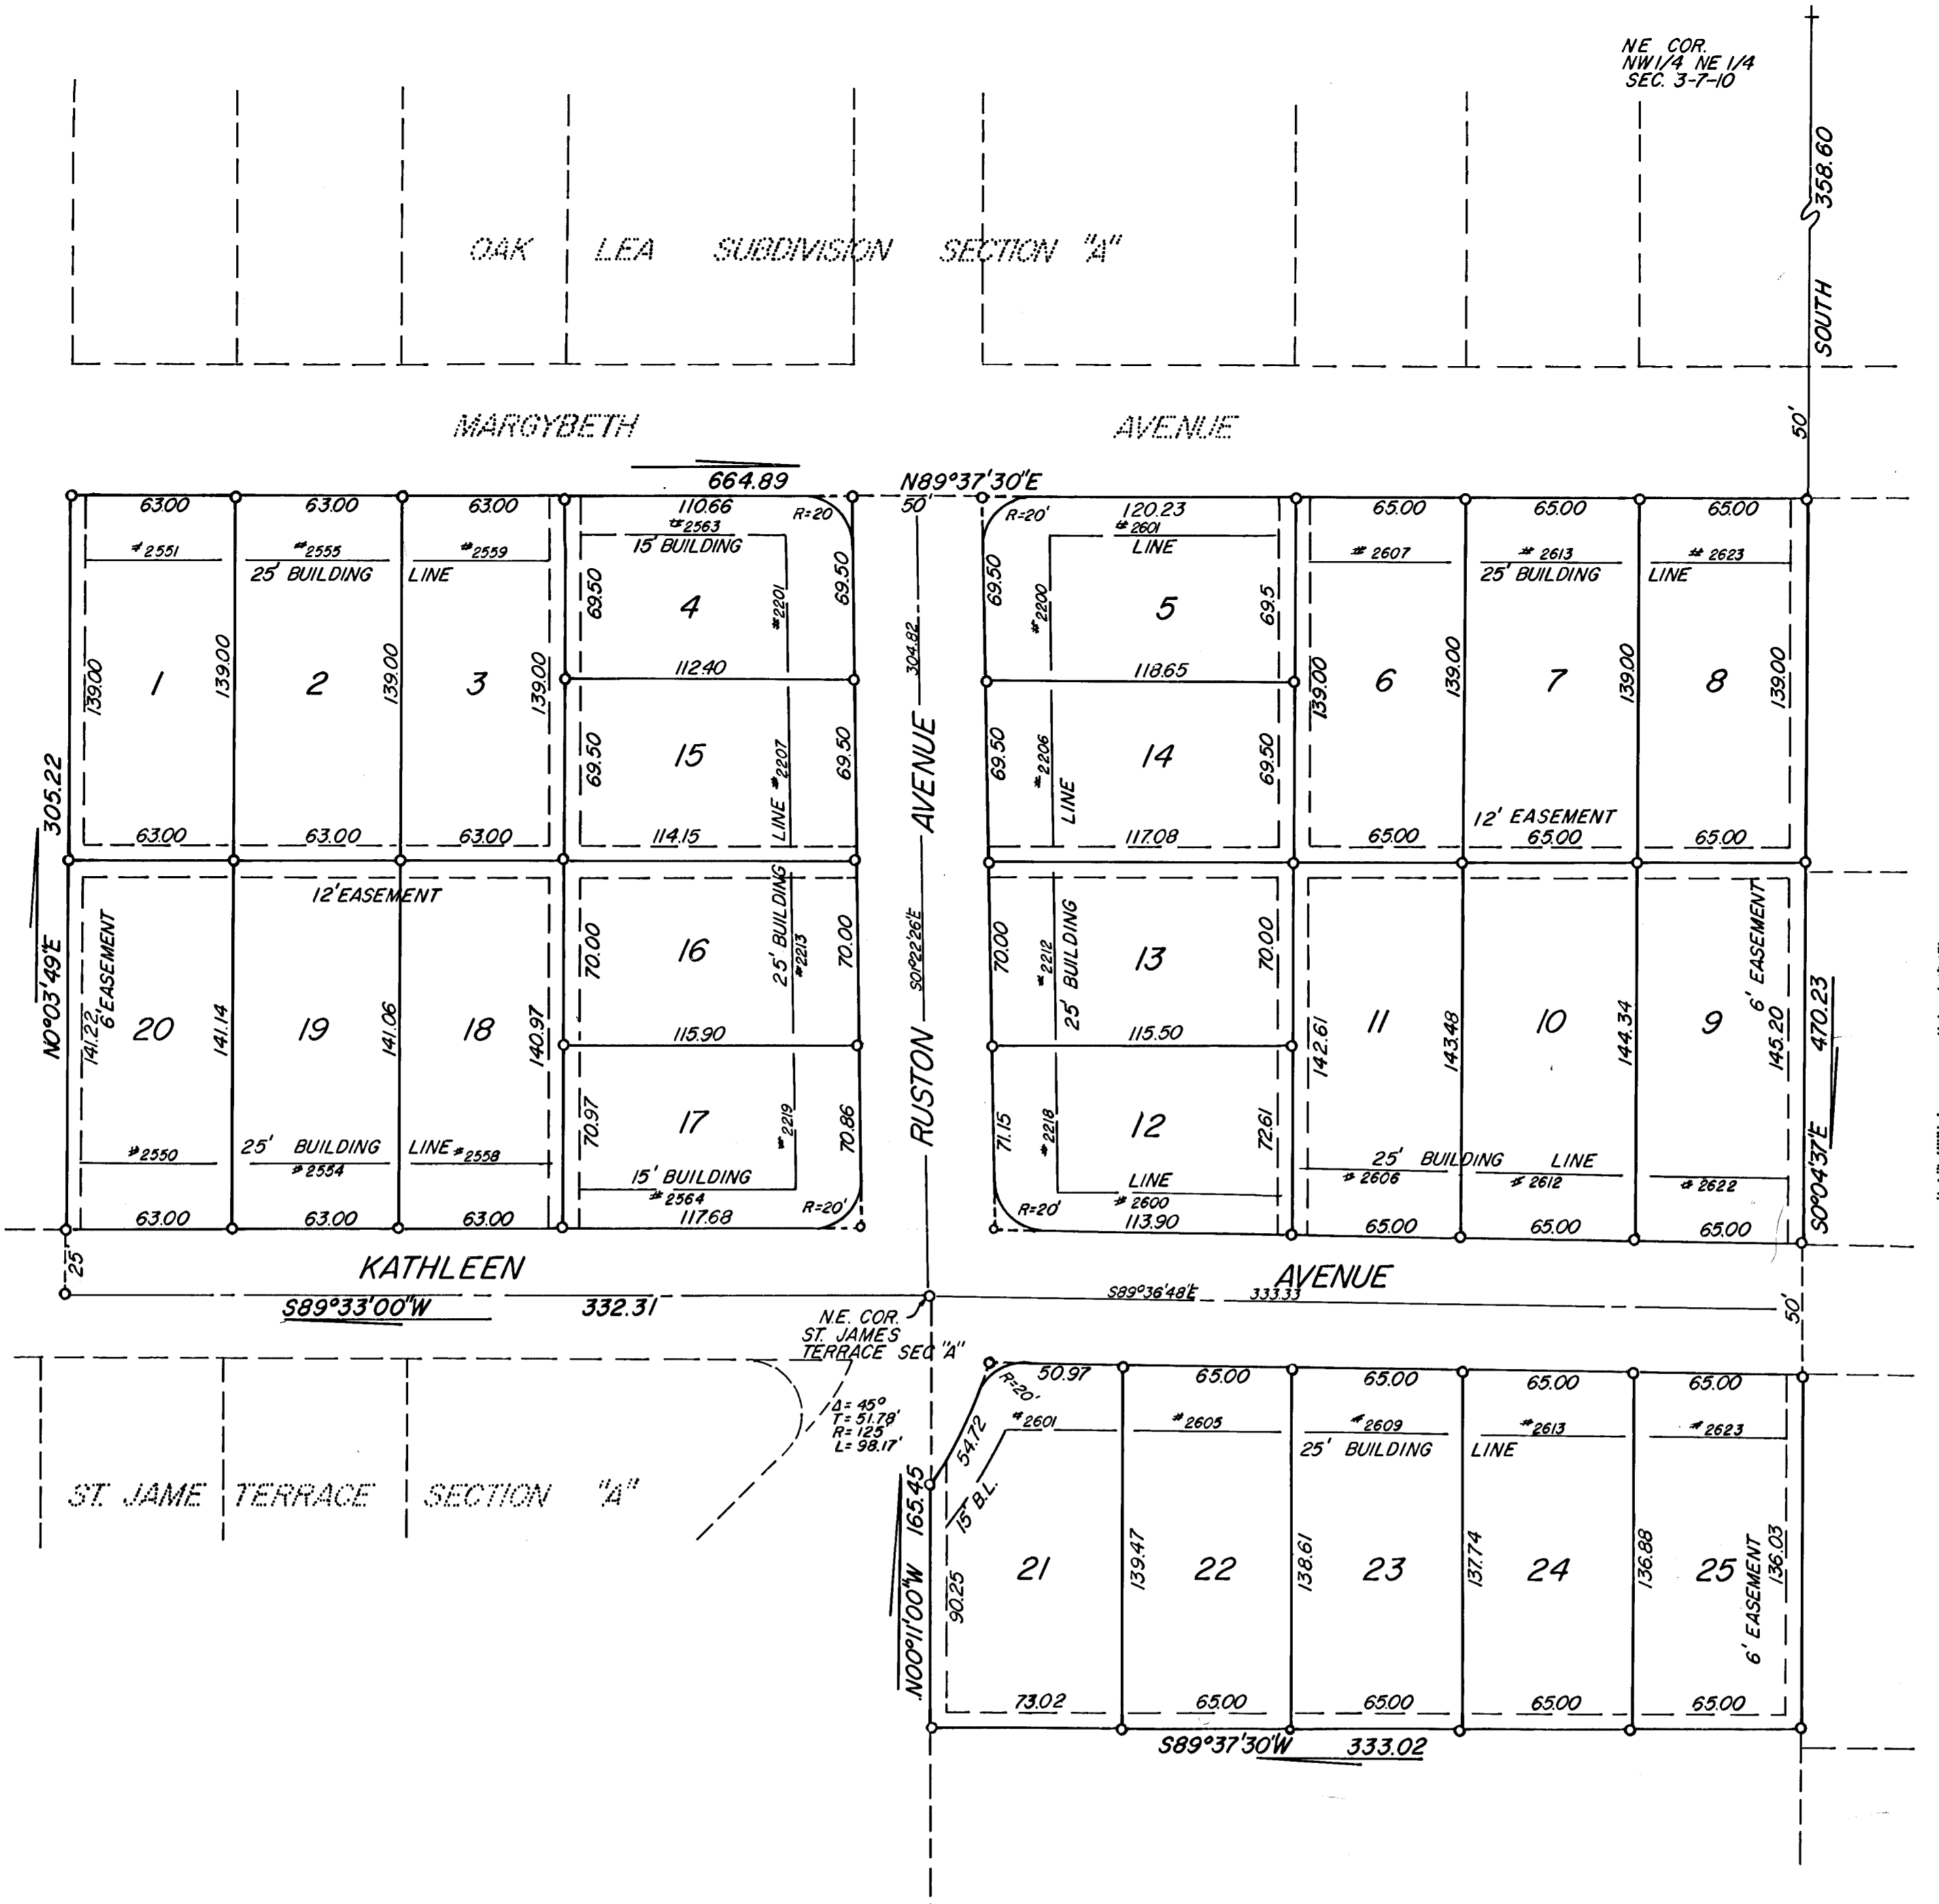 NE COR.
NW1/4 NE 1/4
SEC. 3-7-10
358.60
SOUTH
OAK LEA SUBDIVISION SECTION "A"
MARGYBETH AVENUE
50'
664.89
N89°37'30"E
63.00 63.00 63.00 110.66 R=20' 50' R=20' 120.23 65.00 65.00 65.00
#2551 #2555 #2559 #2563 #2601 #2607 #2613 #2623
25' BUILDING LINE 15' BUILDING LINE 25' BUILDING LINE
69.50 4 #2201 69.50 304.82 69.50 #2200 5 69.5
139.00 1 139.00 2 139.00 3 139.00 112.40 118.65 139.00 6 139.00 7 139.00 8 139.00
69.50 15 LINE #2207 69.50 RUSTON AVENUE 69.50 #2206 LINE 14 69.50
305.22
N0°03'49"E
12' EASEMENT
63.00 63.00 63.00 114.15 117.08 65.00 65.00 65.00
12' EASEMENT
6' EASEMENT
70.00 16 25' BUILDING #2213 70.00 S01°22'26"E 70.00 #2212 25' BUILDING 13 70.00
6' EASEMENT
141.22 20 141.14 19 141.06 18 140.97 115.90 115.50 142.61 11 143.48 10 144.34 9 145.20
470.23
S0°04'37"E
70.97 17 #2219 70.86 71.15 #2218 12 72.61
#2550 25' BUILDING LINE #2558 15' BUILDING LINE 25' BUILDING LINE
#2554 #2564 #2600 #2606 #2612 #2622
63.00 63.00 63.00 117.68 R=20' R=20' 113.90 65.00 65.00 65.00
25'
KATHLEEN AVENUE
S89°33'00"W 332.31 S89°36'48"E 333.33 50'
N.E. COR.
ST. JAMES
TERRACE SEC "A"
Δ= 45°
T= 51.78'
R= 125'
L= 98.17'
R=20' 50.97 65.00 65.00 65.00 65.00
54.72 #2601 #2605 #2609 #2613 #2623
25' BUILDING LINE
15' B.L.
ST. JAME TERRACE SECTION "A"
N00°11'00"W 165.45
90.25 21 139.47 22 138.61 23 137.74 24 136.88 25 136.03
6' EASEMENT
73.02 65.00 65.00 65.00 65.00
S89°37'30"W 333.02